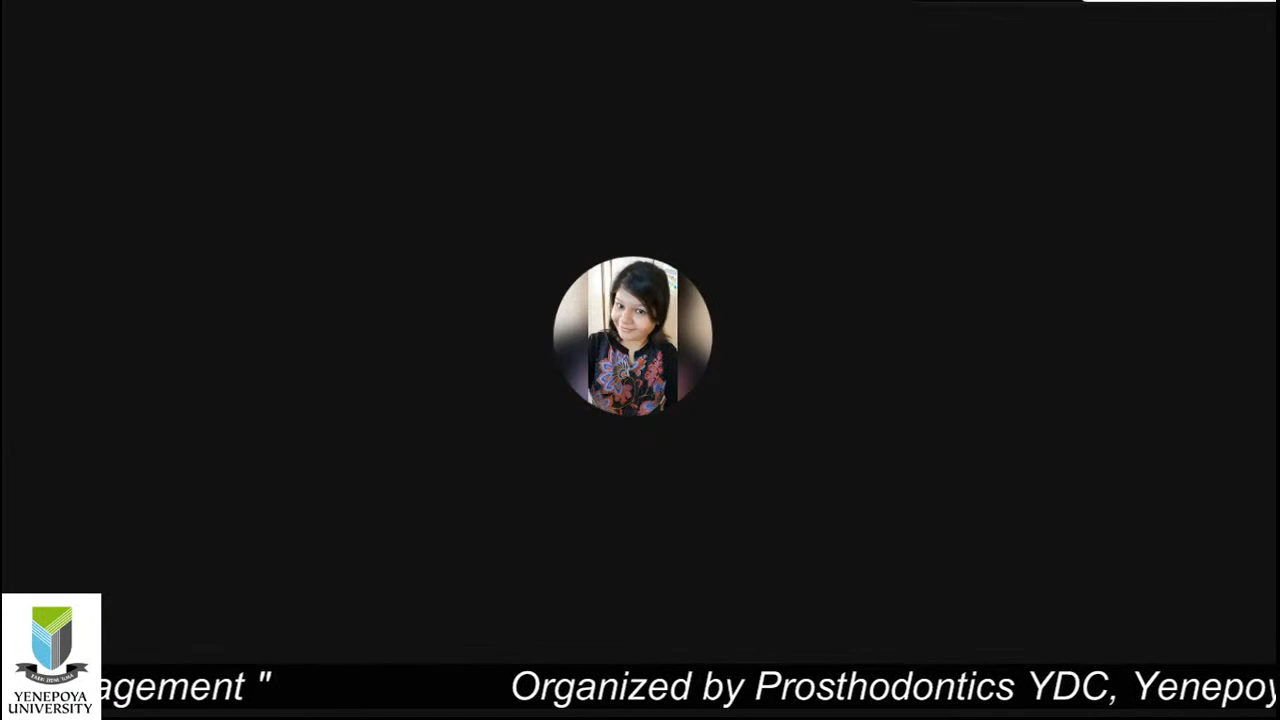 agement " Organized by Prosthodontics YDC, Yenepoy
YENEPOYA
UNIVERSITY